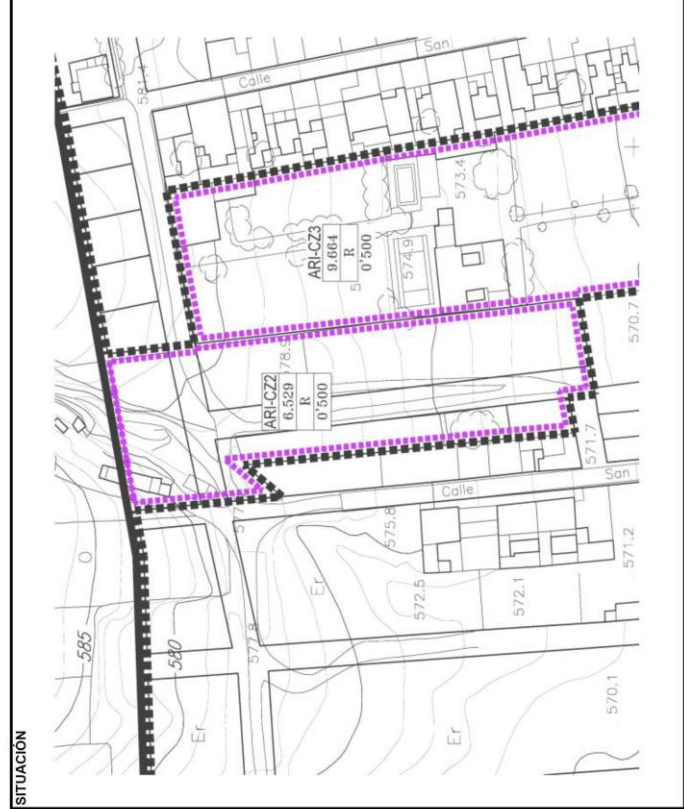 SITUACIÓN
585
O
580
Er
577.8
Er
572.5
575.8
572.1
571.2
Er
570.1
Calle
San
571.7
570.7
ARI-CZ2
6.529
R
0'500
ARI-CZ3
9.664
R
0'500
574.9
573.4
Calle
San